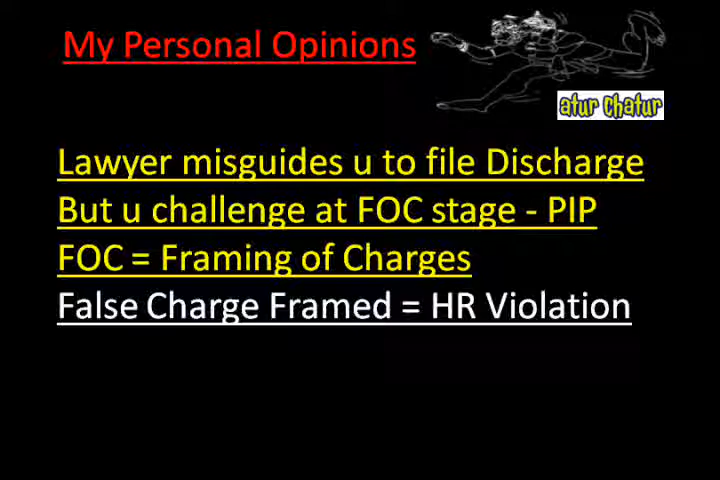 My Personal Opinions
atur chatur
Lawyer misguides u to file Discharge
But u challenge at FOC stage - PIP
FOC = Framing of Charges
False Charge Framed = HR Violation